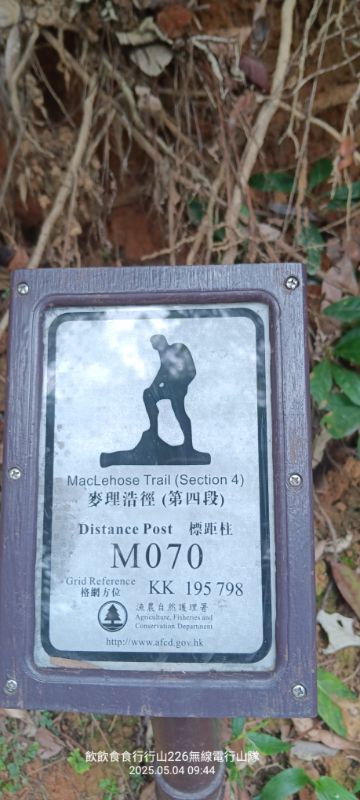 MacLehose Trail (Section 4)
麥理浩徑 (第四段)
Distance Post 標距柱
M070
Grid Reference
格網方位 KK 195 798
漁農自然護理署
Agriculture, Fisheries and
Conservation Department
http://www.afcd.gov.hk
飲飲食食行行山226無線電行山隊
2025.05.04 09:44